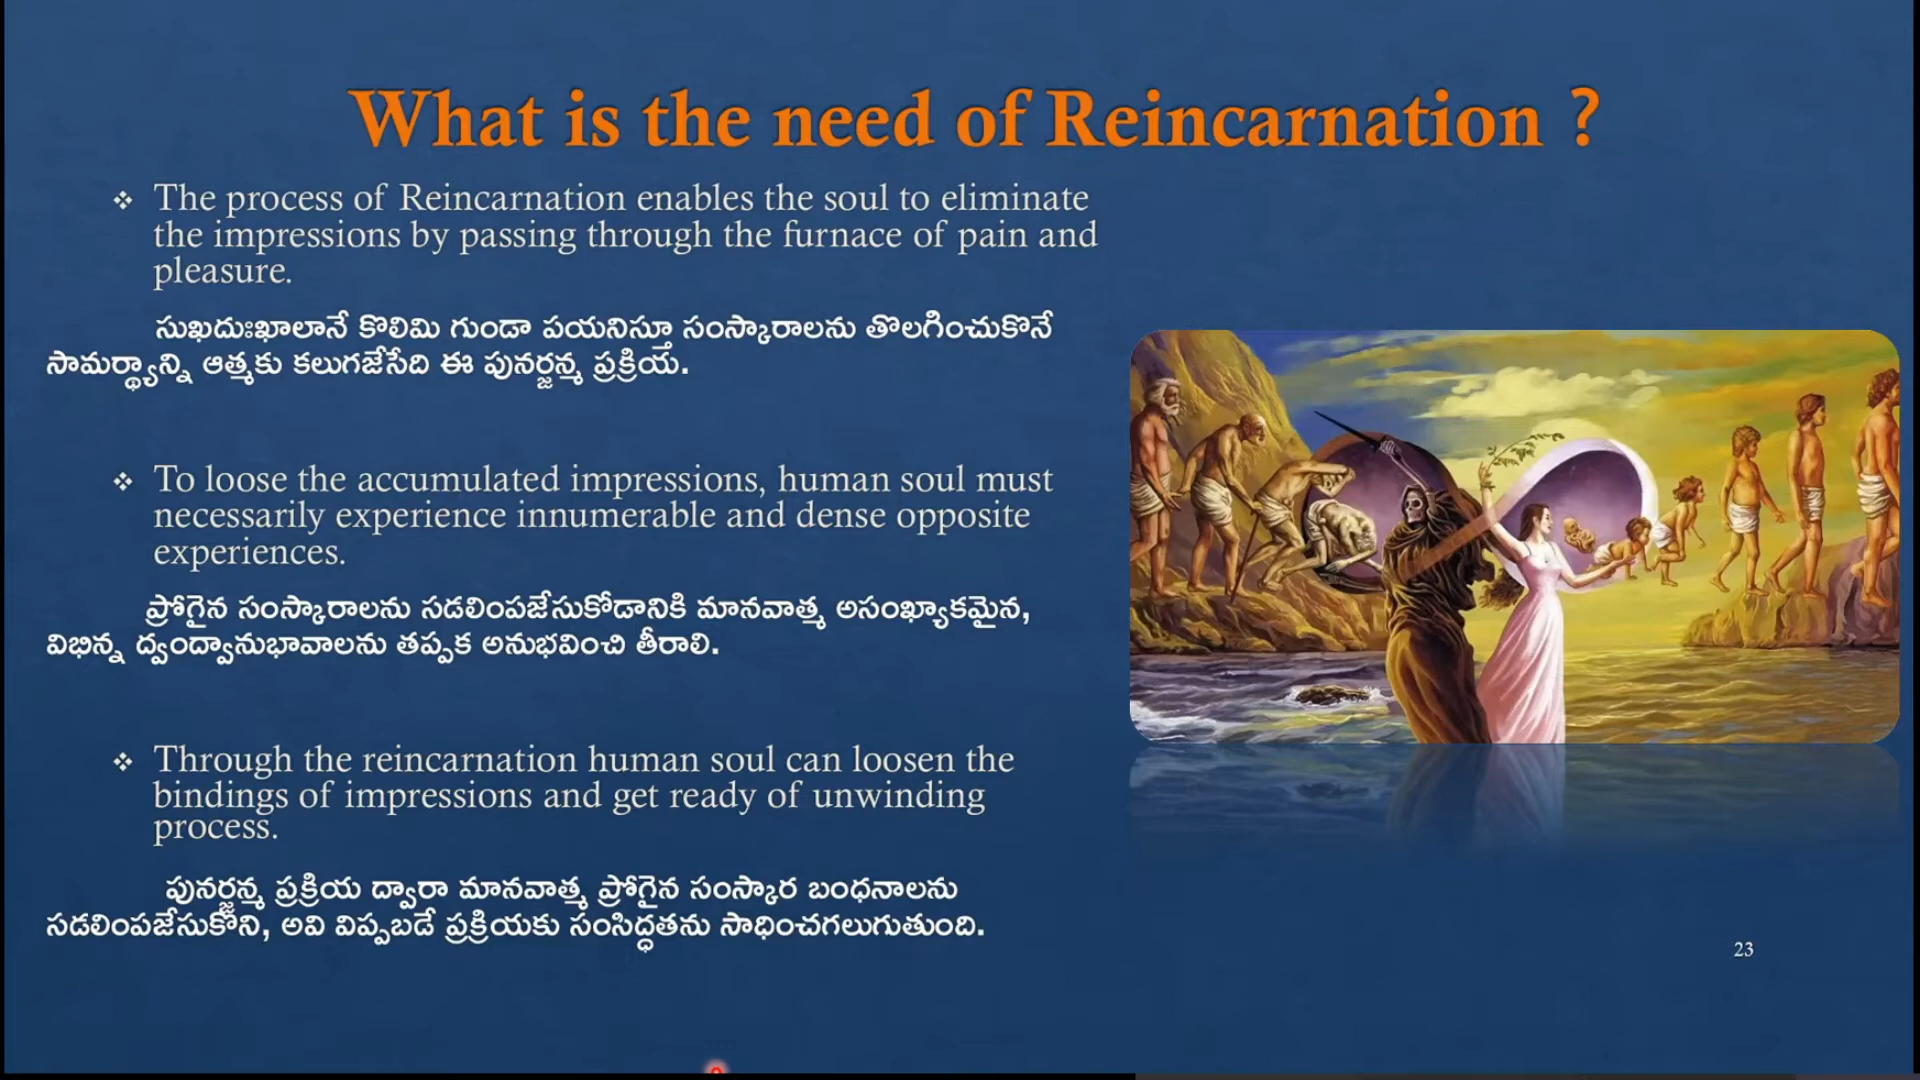 What is the need of Reincarnation ?
❖ The process of Reincarnation enables the soul to eliminate
the impressions by passing through the furnace of pain and
pleasure.
సుఖదుఃఖాలానే కొలిమి గుండా పయనిస్తూ సంస్కారాలను తొలగించుకొనే
సామర్థ్యాన్ని ఆత్మకు కలుగజేసేది ఈ పునర్జన్మ ప్రక్రియ.
❖ To loose the accumulated impressions, human soul must
necessarily experience innumerable and dense opposite
experiences.
ప్రోగైన సంస్కారాలను సడలింపజేసుకోడానికి మానవాత్మ అసంఖ్యాకమైన,
విభిన్న ద్వంద్వానుభావాలను తప్పక అనుభవించి తీరాలి.
❖ Through the reincarnation human soul can loosen the
bindings of impressions and get ready of unwinding
process.
పునర్జన్మ ప్రక్రియ ద్వారా మానవాత్మ ప్రోగైన సంస్కార బంధనాలను
సడలింపజేసుకొని, అవి విప్పబడే ప్రక్రియకు సంసిద్ధతను సాధించగలుగుతుంది.
23